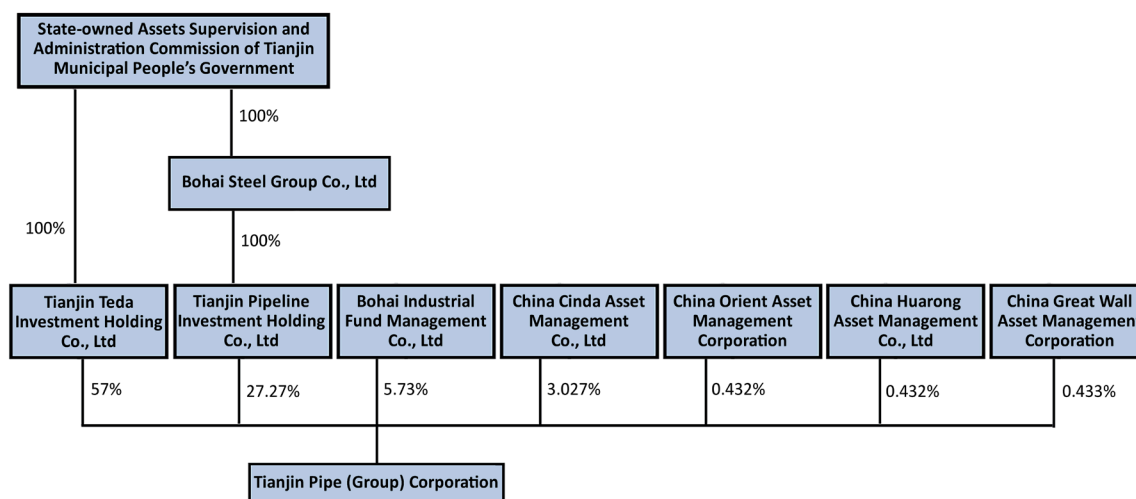 State-owned Assets Supervision and
Administration Commission of Tianjin
Municipal People's Government
100%
Bohai Steel Group Co., Ltd
100%
100%
Tianjin Teda
Investment Holding
Co., Ltd
Tianjin Pipeline
Investment Holding
Co., Ltd
Bohai Industrial
Fund Management
Co., Ltd
China Cinda Asset
Management
Co., Ltd
China Orient Asset
Management
Corporation
China Huarong
Asset Management
Co., Ltd
China Great Wall
Asset Managemen
Corporation
57%
27.27%
5.73%
3.027%
0.432%
0.432%
0.433%
Tianjin Pipe (Group) Corporation